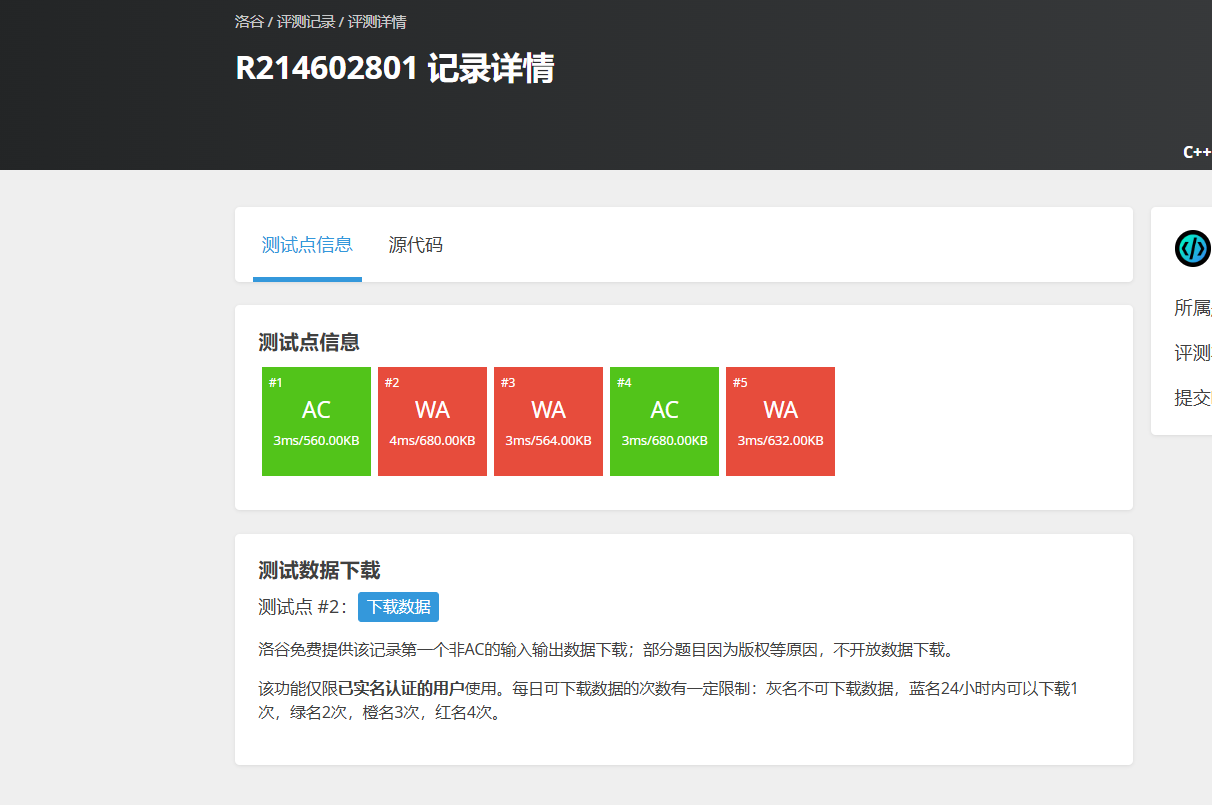 洛谷 / 评测记录 / 评测详情
R214602801 记录详情
C++
测试点信息
源代码
所属
评测
提交
测试点信息
#1
AC
3ms/560.00KB
#2
WA
4ms/680.00KB
#3
WA
3ms/564.00KB
#4
AC
3ms/680.00KB
#5
WA
3ms/632.00KB
测试数据下载
测试点 #2：
下载数据
洛谷免费提供该记录第一个非AC的输入输出数据下载；部分题目因为版权等原因，不开放数据下载。
该功能仅限已实名认证的用户使用。每日可下载数据的次数有一定限制：灰名不可下载数据，蓝名24小时内可以下载1
次，绿名2次，橙名3次，红名4次。